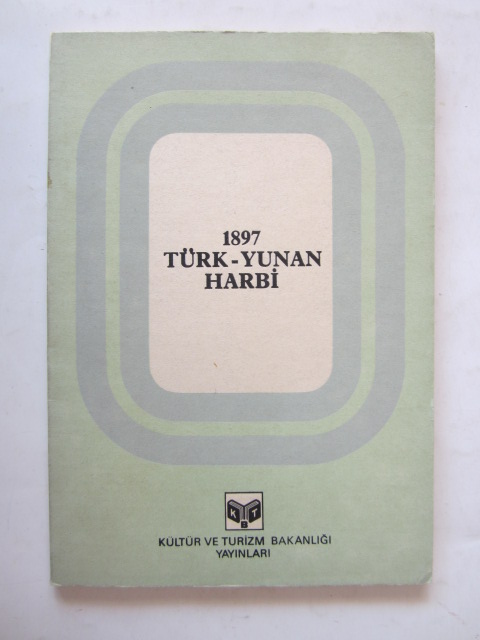 1897
TÜRK-YUNAN
HARBİ
K T
B
KÜLTÜR VE TURİZM BAKANLIĞI
YAYINLARI